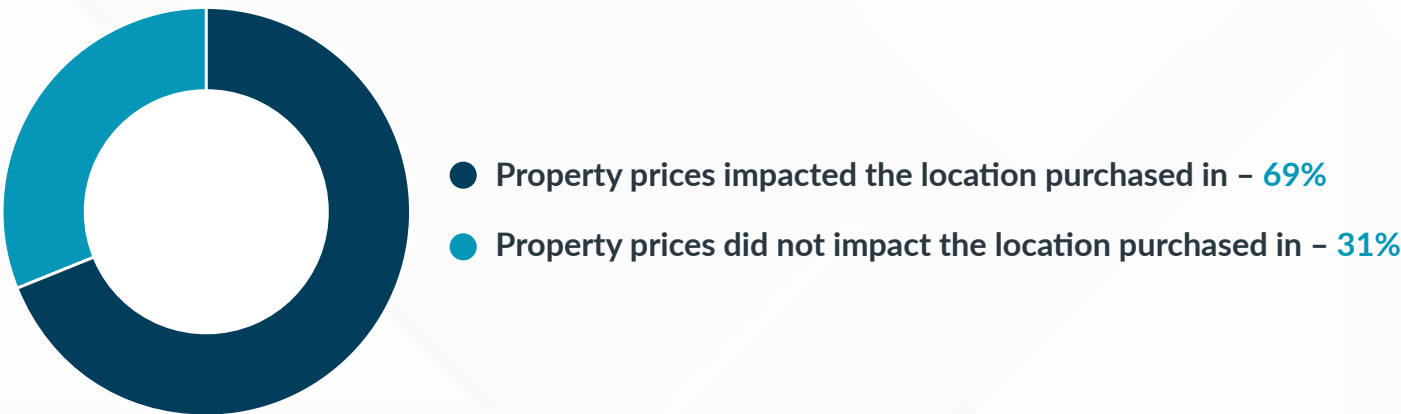 Property prices impacted the location purchased in – 69%
Property prices did not impact the location purchased in – 31%